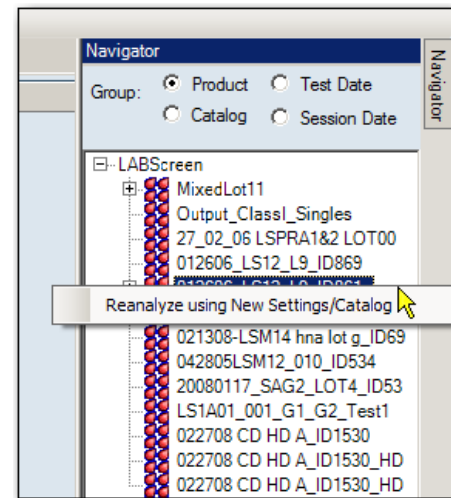 Navigator
Navigator
Group: Product Test Date
Catalog Session Date
LABScreen
MixedLot11
Output_ClassI_Singles
27_02_06 LSPRA1&2 LOT00
012606_LS12_L9_ID869
012606_LS12_L9_ID861
Reanalyze using New Settings/Catalog
021308-LSM14 hna lot g_ID69
042805LSM12_010_ID534
20080117_SAG2_LOT4_ID53
LS1A01_001_G1_G2_Test1
022708 CD HD A_ID1530
022708 CD HD A_ID1530_HD
022708 CD HD A_ID1530_HD